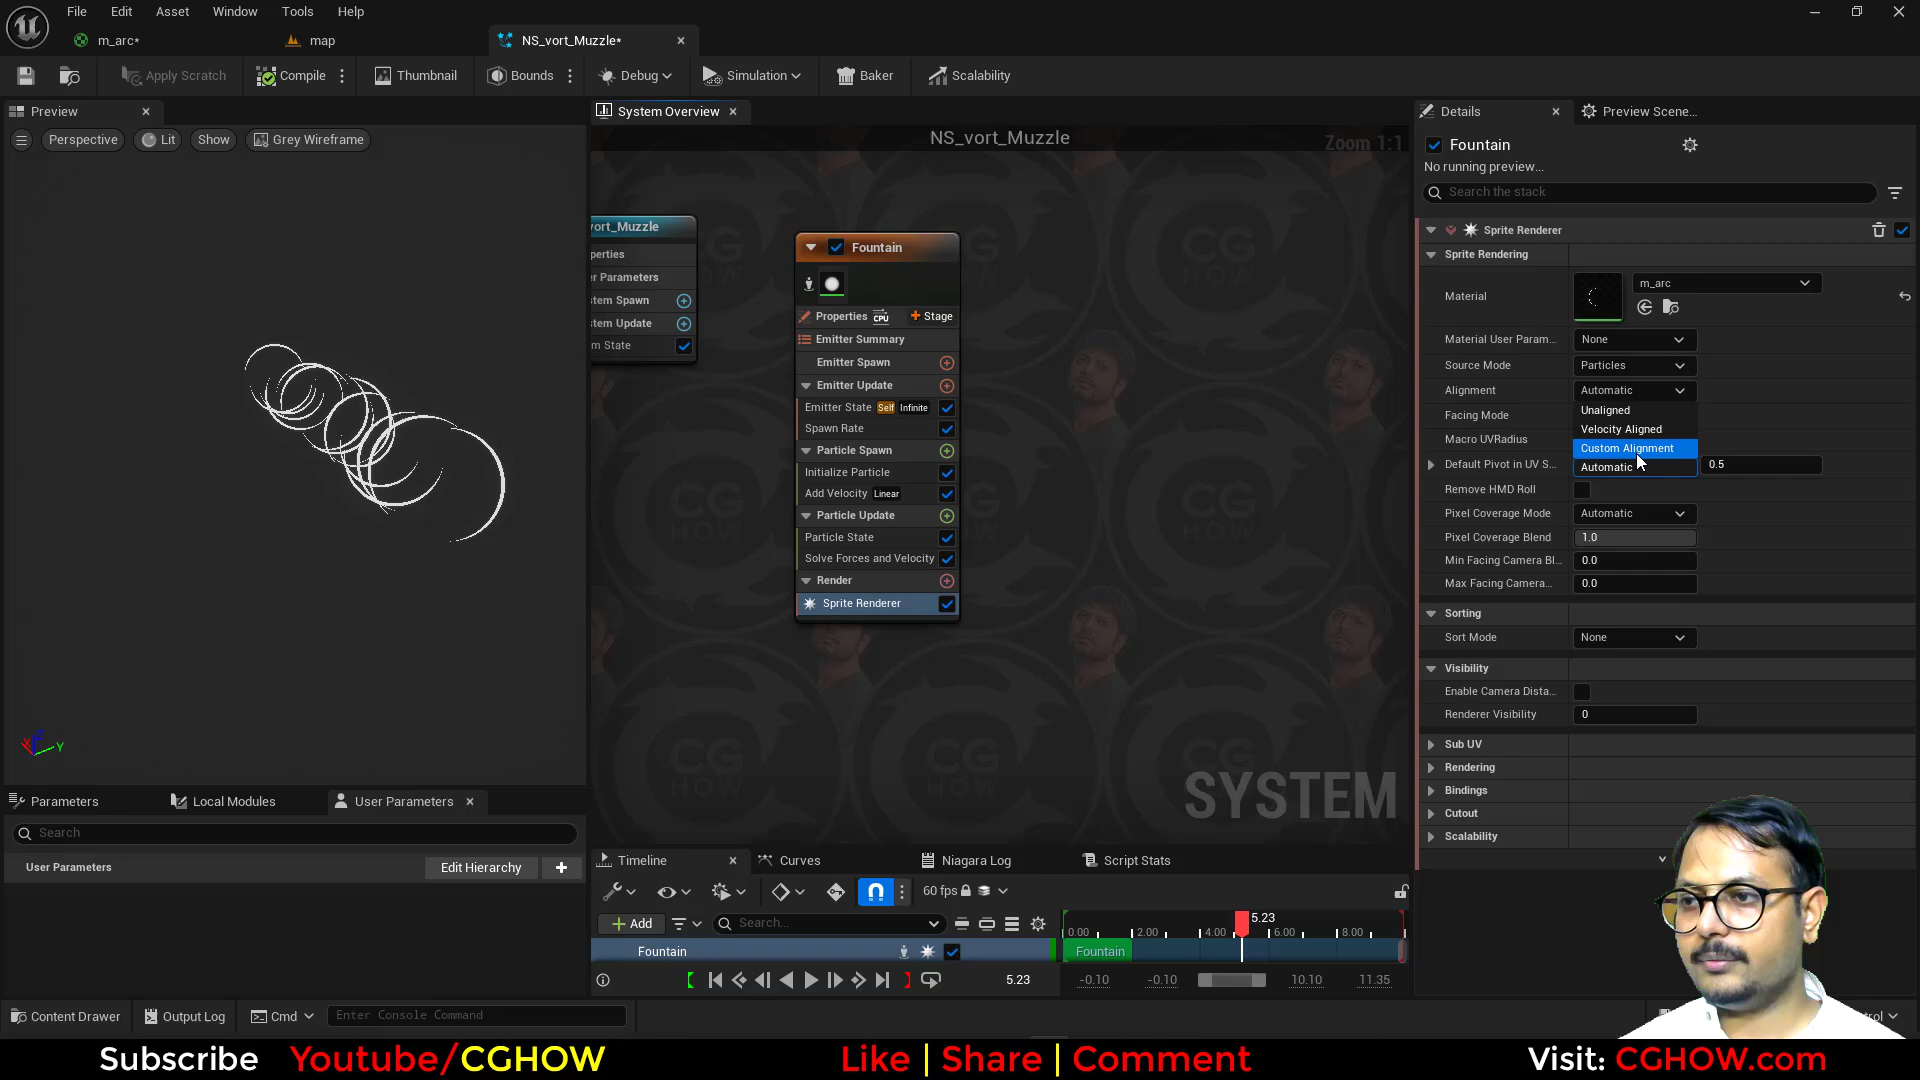 File Edit Asset Window Tools Help
m_arc* map NS_vort_Muzzle*
Apply Scratch Compile Thumbnail Bounds Debug Simulation Baker Scalability
Preview
Perspective Lit Show Grey Wireframe
System Overview
NS_vort_Muzzle
Zoom 1:1
vort_Muzzle
perties
er Parameters
stem Spawn
stem Update
m State
Fountain
Properties CPU Stage
Emitter Summary
Emitter Spawn
Emitter Update
Emitter State Self Infinite
Spawn Rate
Particle Spawn
Initialize Particle
Add Velocity Linear
Particle Update
Particle State
Solve Forces and Velocity
Render
Sprite Renderer
CG
HOW
SYSTEM
Details Preview Scene...
Fountain
No running preview...
Search the stack
Sprite Renderer
Sprite Rendering
Material m_arc
Material User Param... None
Source Mode Particles
Alignment Automatic
Unaligned
Velocity Aligned
Custom Alignment
Automatic
Facing Mode
Macro UVRadius
Default Pivot in UV S... 0.5
Remove HMD Roll
Pixel Coverage Mode Automatic
Pixel Coverage Blend 1.0
Min Facing Camera Bl... 0.0
Max Facing Camera... 0.0
Sorting
Sort Mode None
Visibility
Enable Camera Dista...
Renderer Visibility 0
Sub UV
Rendering
Bindings
Cutout
Scalability
X Y
Parameters Local Modules User Parameters
Search
User Parameters Edit Hierarchy
Timeline Curves Niagara Log Script Stats
60 fps
Add Search... 5.23
0.00 2.00 4.00 6.00 8.00
Fountain Fountain
5.23 -0.10 -0.10 10.10 11.35
Content Drawer Output Log Cmd Enter Console Command
Subscribe Youtube/CGHOW Like | Share | Comment Visit: CGHOW.com